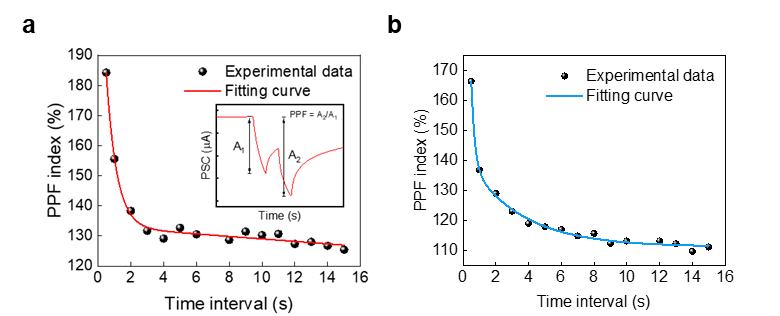 a
190
180
170
160
150
140
130
120
PPF index (%)
Experimental data
Fitting curve
PPF = A2/A1
A1
A2
PSC (μA)
Time (s)
0 2 4 6 8 10 12 14 16
Time interval (s)
b
170
160
150
140
130
120
110
PPF index (%)
Experimental data
Fitting curve
0 2 4 6 8 10 12 14 16
Time interval (s)